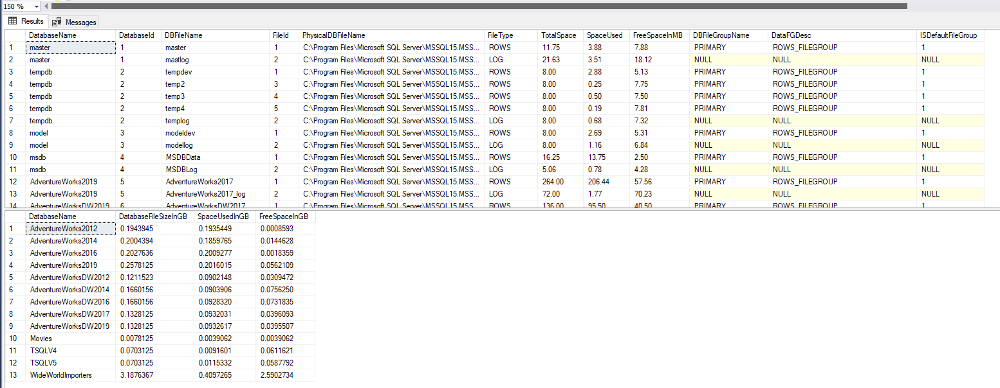 150 %
Results Messages
DatabaseName DatabaseId DBFileName FileId PhysicalDBFileName FileType TotalSpace SpaceUsed FreeSpaceInMB DBFileGroupName DataFGDesc ISDefaultFileGroup
1 master 1 master 1 C:\Program Files\Microsoft SQL Server\MSSQL15.MSS... ROWS 11.75 3.88 7.88 PRIMARY ROWS_FILEGROUP 1
2 master 1 mastlog 2 C:\Program Files\Microsoft SQL Server\MSSQL15.MSS... LOG 21.63 3.51 18.12 NULL NULL NULL
3 tempdb 2 tempdev 1 C:\Program Files\Microsoft SQL Server\MSSQL15.MSS... ROWS 8.00 2.88 5.13 PRIMARY ROWS_FILEGROUP 1
4 tempdb 2 temp2 3 C:\Program Files\Microsoft SQL Server\MSSQL15.MSS... ROWS 8.00 0.25 7.75 PRIMARY ROWS_FILEGROUP 1
5 tempdb 2 temp3 4 C:\Program Files\Microsoft SQL Server\MSSQL15.MSS... ROWS 8.00 0.50 7.50 PRIMARY ROWS_FILEGROUP 1
6 tempdb 2 temp4 5 C:\Program Files\Microsoft SQL Server\MSSQL15.MSS... ROWS 8.00 0.19 7.81 PRIMARY ROWS_FILEGROUP 1
7 tempdb 2 templog 2 C:\Program Files\Microsoft SQL Server\MSSQL15.MSS... LOG 8.00 0.68 7.32 NULL NULL NULL
8 model 3 modeldev 1 C:\Program Files\Microsoft SQL Server\MSSQL15.MSS... ROWS 8.00 2.69 5.31 PRIMARY ROWS_FILEGROUP 1
9 model 3 modellog 2 C:\Program Files\Microsoft SQL Server\MSSQL15.MSS... LOG 8.00 1.16 6.84 NULL NULL NULL
10 msdb 4 MSDBData 1 C:\Program Files\Microsoft SQL Server\MSSQL15.MSS... ROWS 16.25 13.75 2.50 PRIMARY ROWS_FILEGROUP 1
11 msdb 4 MSDBLog 2 C:\Program Files\Microsoft SQL Server\MSSQL15.MSS... LOG 5.06 0.78 4.28 NULL NULL NULL
12 AdventureWorks2019 5 AdventureWorks2017 1 C:\Program Files\Microsoft SQL Server\MSSQL15.MSS... ROWS 264.00 206.44 57.56 PRIMARY ROWS_FILEGROUP 1
13 AdventureWorks2019 5 AdventureWorks2017_log 2 C:\Program Files\Microsoft SQL Server\MSSQL15.MSS... LOG 72.00 1.77 70.23 NULL NULL NULL
14 AdventureWorksDW2019 6 AdventureWorksDW2017 1 C:\Program Files\Microsoft SQL Server\MSSQL15.MSS... ROWS 136.00 95.50 40.50 PRIMARY ROWS_FILEGROUP 1
DatabaseName DatabaseFileSizeInGB SpaceUsedInGB FreeSpaceInGB
1 AdventureWorks2012 0.1943945 0.1935449 0.0008593
2 AdventureWorks2014 0.2004394 0.1859765 0.0144628
3 AdventureWorks2016 0.2027636 0.2009277 0.0018359
4 AdventureWorks2019 0.2578125 0.2016015 0.0562109
5 AdventureWorksDW2012 0.1211523 0.0902148 0.0309472
6 AdventureWorksDW2014 0.1660156 0.0903906 0.0756250
7 AdventureWorksDW2016 0.1660156 0.0928320 0.0731835
8 AdventureWorksDW2017 0.1328125 0.0932031 0.0396093
9 AdventureWorksDW2019 0.1328125 0.0932617 0.0395507
10 Movies 0.0078125 0.0039062 0.0039062
11 TSQLV4 0.0703125 0.0091601 0.0611621
12 TSQLV5 0.0703125 0.0115332 0.0587792
13 WideWorldImporters 3.1876367 0.4097265 2.5902734